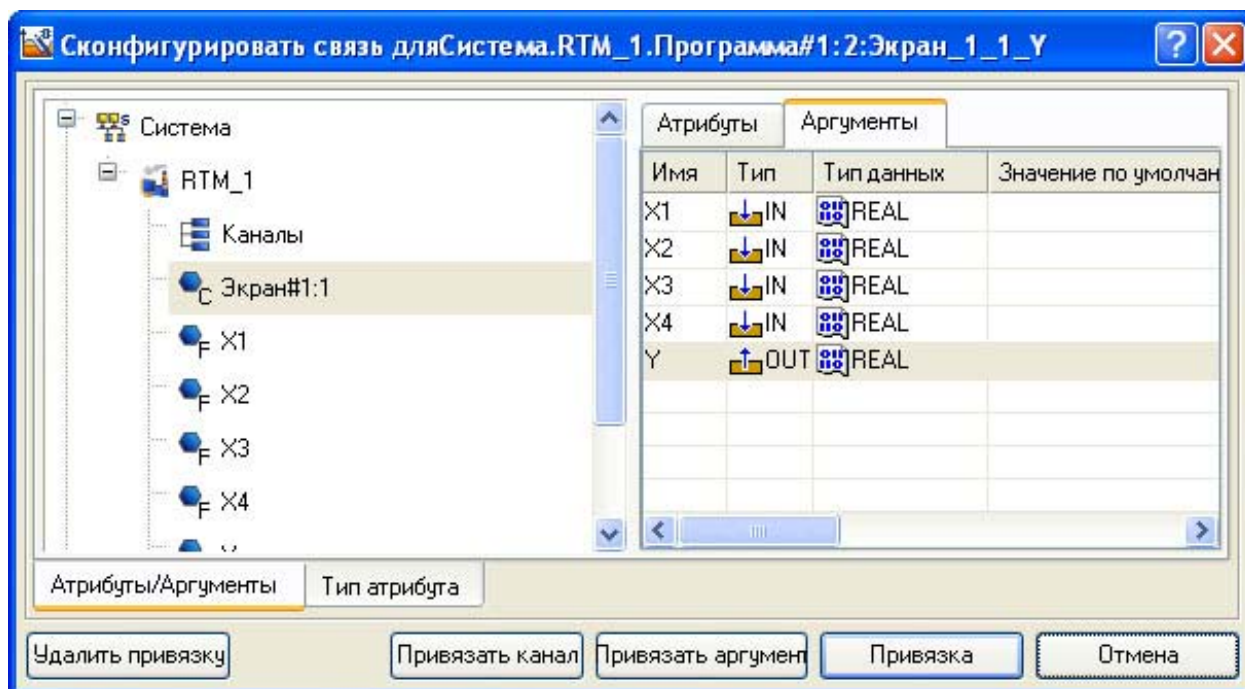 Сконфигурировать связь дляСистема.RTM_1.Программа#1:2:Экран_1_1_Y
Система
RTM_1
Каналы
Экран#1:1
X1
X2
X3
X4
Атрибуты Аргументы
Имя Тип Тип данных Значение по умолчан
X1 IN REAL
X2 IN REAL
X3 IN REAL
X4 IN REAL
Y OUT REAL
Атрибуты/Аргументы Тип атрибута
Удалить привязку Привязать канал Привязать аргумент Привязка Отмена